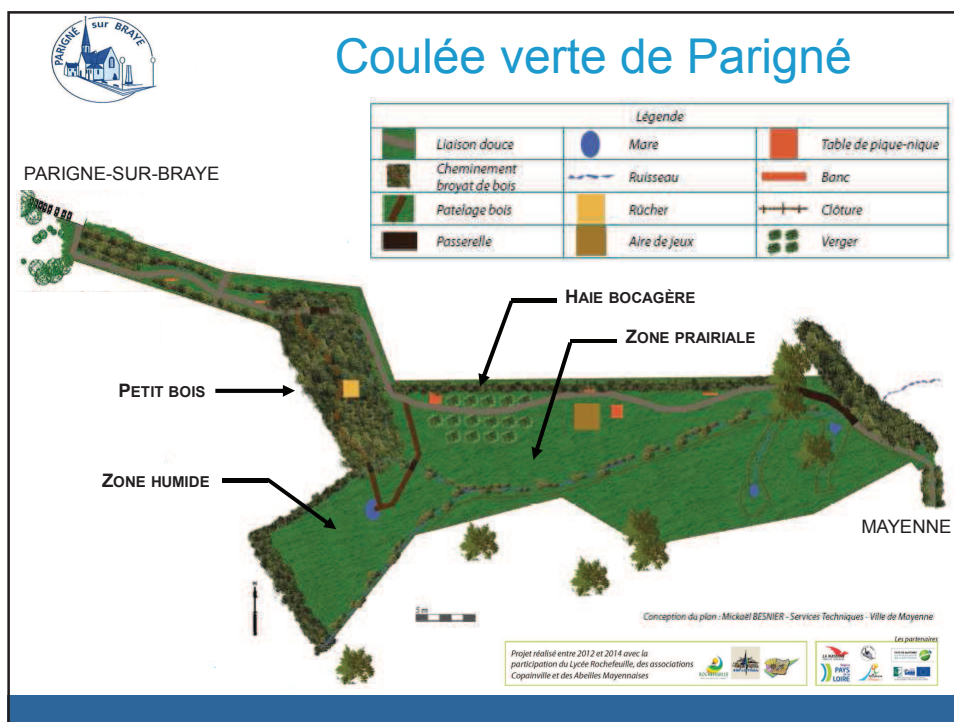 PARIGNÉ sur BRAYE
Coulée verte de Parigné
Légende
Liaison douce
Mare
Table de pique-nique
Cheminement
broyat de bois
Ruisseau
Banc
Patelage bois
Rûcher
Clôture
Passerelle
Aire de jeux
Verger
PARIGNE-SUR-BRAYE
HAIE BOCAGÈRE
ZONE PRAIRIALE
PETIT BOIS
ZONE HUMIDE
MAYENNE
N
5 m
Conception du plan : Mickaël BESNIER - Services Techniques - Ville de Mayenne
Les partenaires
Projet réalisé entre 2012 et 2014 avec la
participation du Lycée Rochefeuille, des associations
Copainville et des Abeilles Mayennaises
LA MAYENNE
PAYS
de la
LOIRE